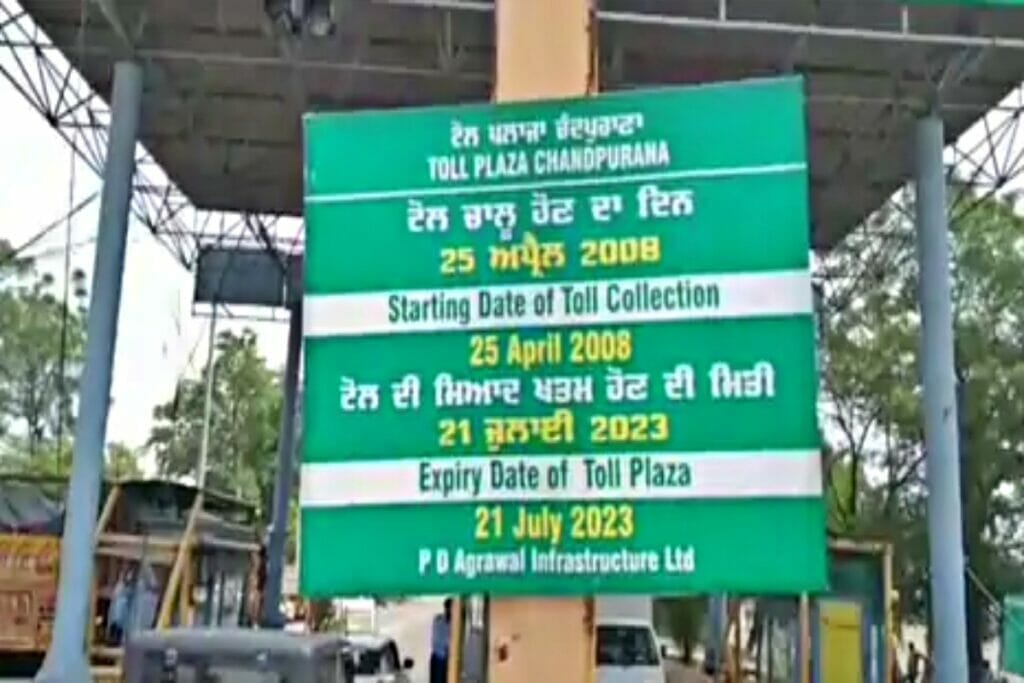 ਟੋਲ ਪਲਾਜਾ ਚੰਦਪੁਰਾਣਾ
TOLL PLAZA CHANDPURANA
ਟੋਲ ਚਾਲੂ ਹੋਣ ਦਾ ਦਿਨ
25 ਅਪ੍ਰੈਲ 2008
Starting Date of Toll Collection
25 April 2008
ਟੋਲ ਦੀ ਮਿਆਦ ਖਤਮ ਹੋਣ ਦੀ ਮਿਤੀ
21 ਜੁਲਾਈ 2023
Expiry Date of Toll Plaza
21 July 2023
P D Agrawal Infrastructure Ltd